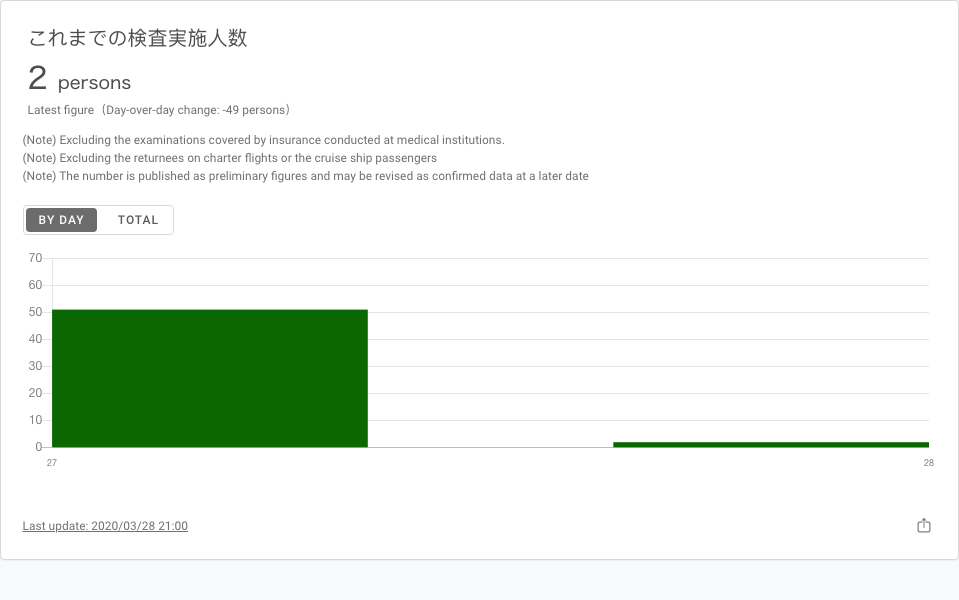 これまでの検査実施人数
2 persons
Latest figure（Day-over-day change: -49 persons）
(Note) Excluding the examinations covered by insurance conducted at medical institutions.
(Note) Excluding the returnees on charter flights or the cruise ship passengers
(Note) The number is published as preliminary figures and may be revised as confirmed data at a later date
BY DAY TOTAL
70
60
50
40
30
20
10
0
27 28
Last update: 2020/03/28 21:00